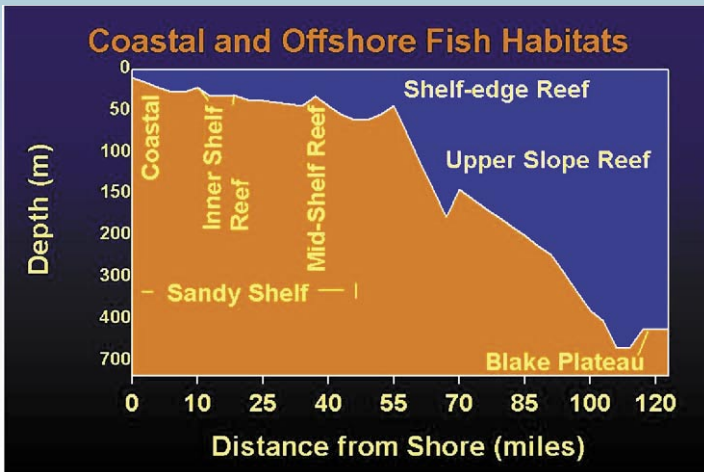 Coastal and Offshore Fish Habitats
0
50
100
150
200
300
400
700
Depth (m)
Shelf-edge Reef
Upper Slope Reef
Coastal
Inner Shelf
Reef
Mid-Shelf Reef
Sandy Shelf
Blake Plateau
0 10 25 40 55 70 85 100 120
Distance from Shore (miles)